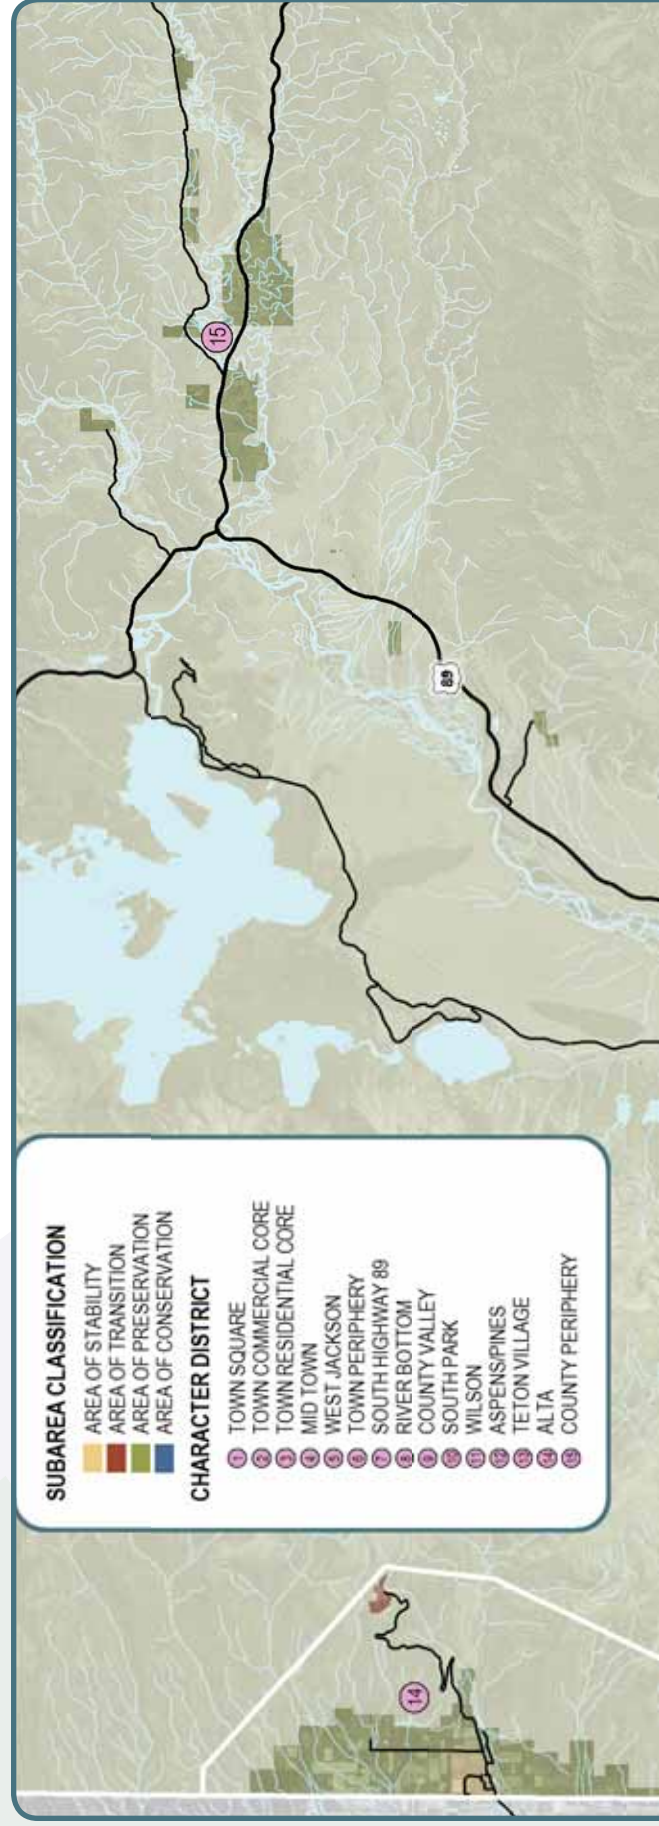 SUBAREA CLASSIFICATION
AREA OF STABILITY
AREA OF TRANSITION
AREA OF PRESERVATION
AREA OF CONSERVATION
CHARACTER DISTRICT
1 TOWN SQUARE
2 TOWN COMMERCIAL CORE
3 TOWN RESIDENTIAL CORE
4 MID TOWN
5 WEST JACKSON
6 TOWN PERIPHERY
7 SOUTH HIGHWAY 89
8 RIVER BOTTOM
9 COUNTY VALLEY
10 SOUTH PARK
11 WILSON
12 ASPENS/PINES
13 TETON VILLAGE
14 ALTA
15 COUNTY PERIPHERY
14
89
15